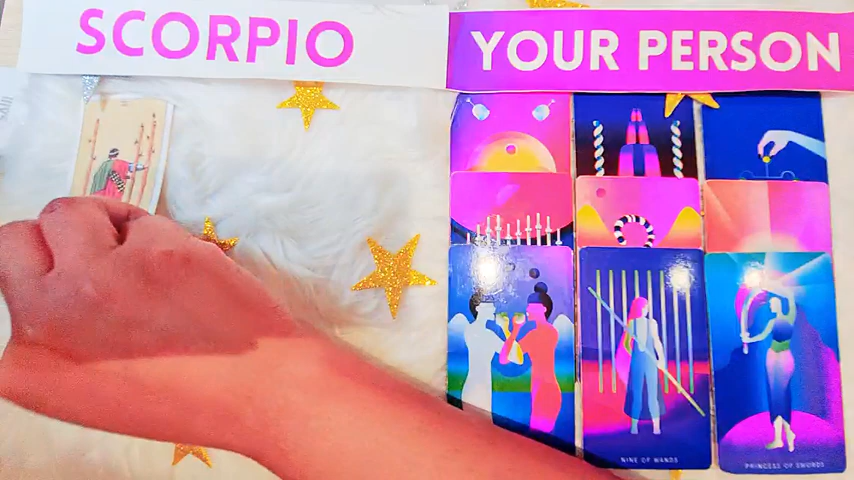 SCORPIO
YOUR PERSON
NINE OF WANDS
PRINCESS OF SWORDS